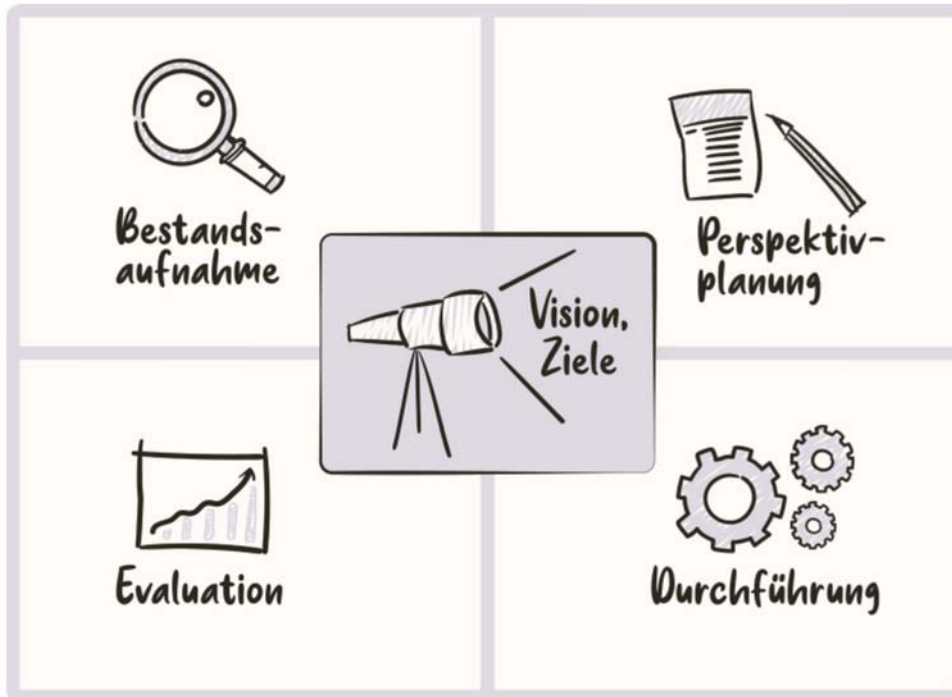 Bestands-
aufnahme
Perspektiv-
planung
Vision,
Ziele
Evaluation
Durchführung